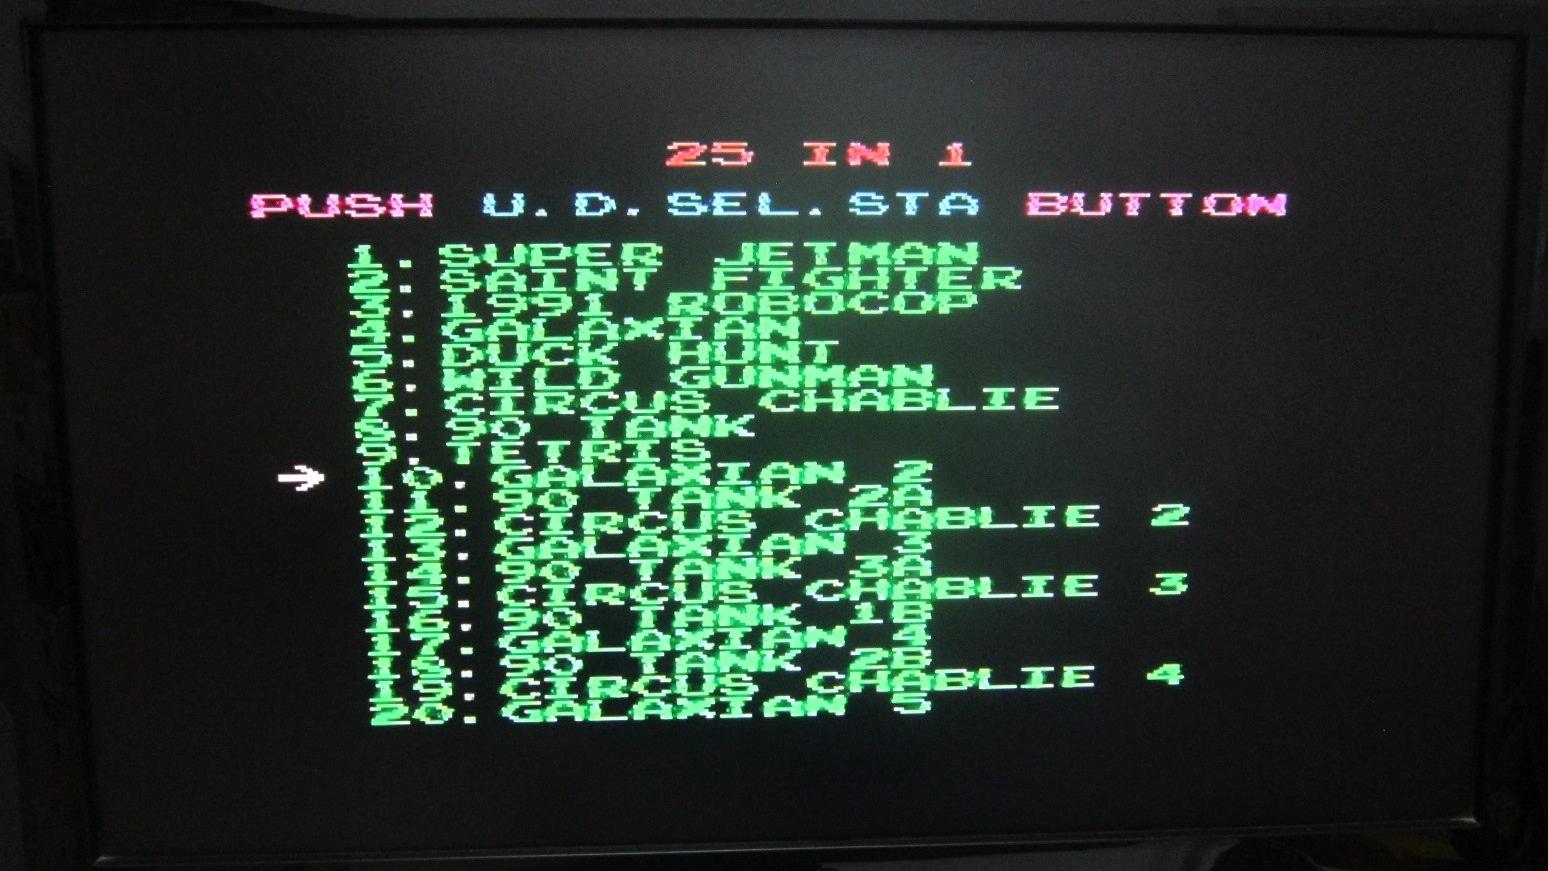 25 IN 1
PUSH U.D.SEL.STA BUTTON
1. SUPER JETMAN
2. SAINT FIGHTER
3. 1991 ROBOCOP
4. GALAXIAN
5. DUCK HUNT
6. WILD GUNMAN
7. CIRCUS CHABLIE
8. 90 TANK
9. TETRIS
→ 10. GALAXIAN 2
11. 90 TANK 2A
12. CIRCUS CHABLIE 2
13. GALAXIAN 3
14. 90 TANK 3A
15. CIRCUS CHABLIE 3
16. 90 TANK 1B
17. GALAXIAN 4
18. 90 TANK 2B
19. CIRCUS CHABLIE 4
20. GALAXIAN 5